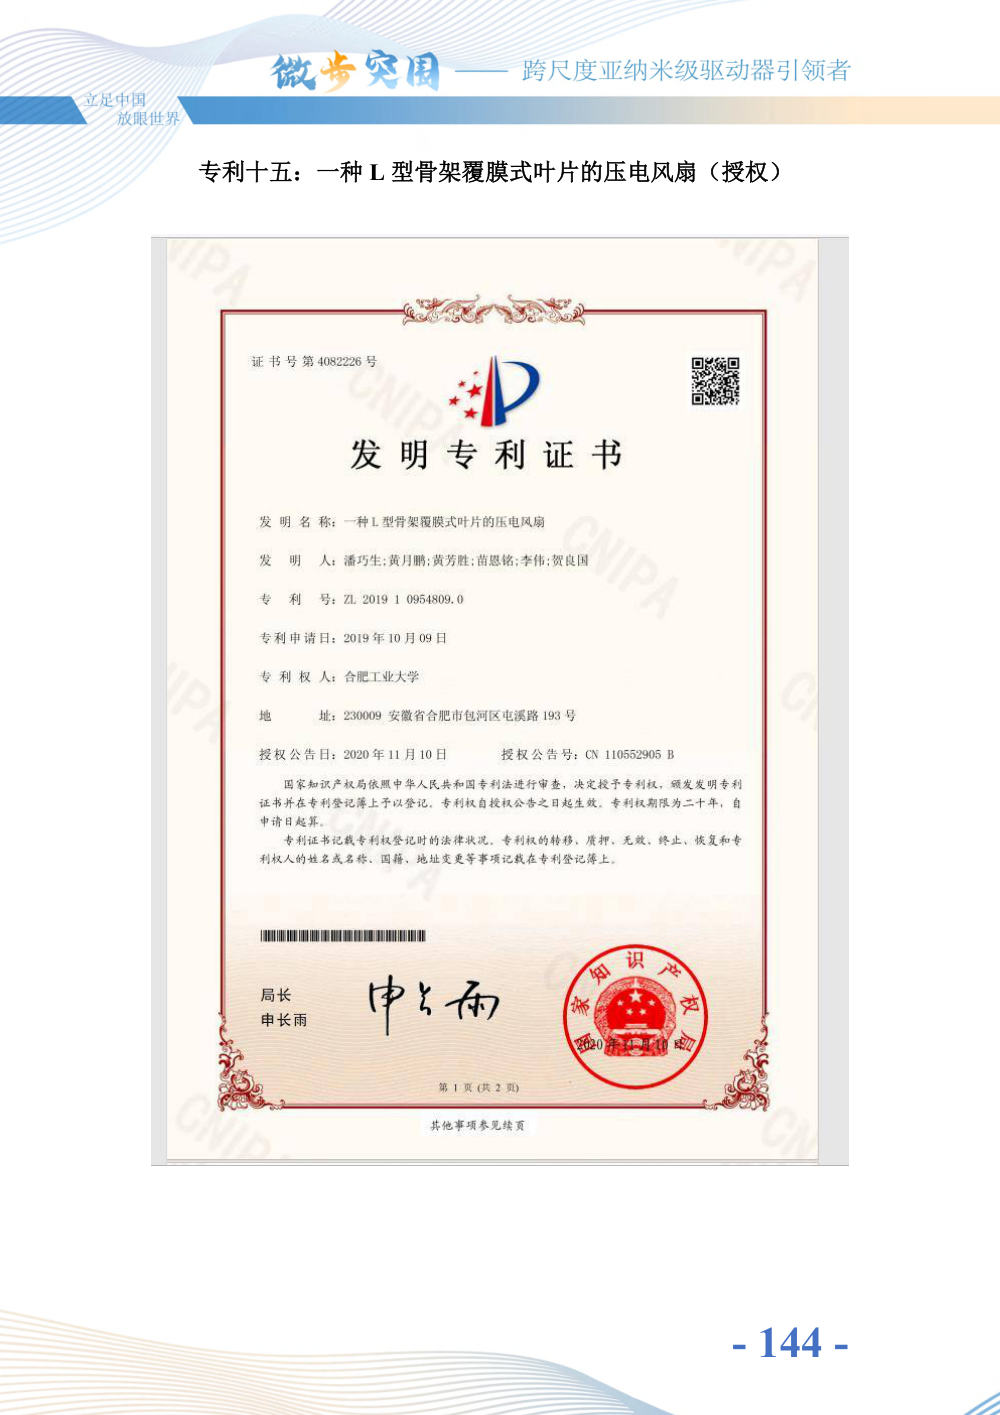 微步突围 —— 跨尺度亚纳米级驱动器引领者
立足中国
放眼世界
专利十五：一种 L 型骨架覆膜式叶片的压电风扇（授权）
证书号第4082226号
发明专利证书
发明名称：一种L型骨架覆膜式叶片的压电风扇
发明人：潘巧生;黄月鹏;黄芳胜;苗恩铭;李伟;贺良国
专利号：ZL 2019 1 0954809.0
专利申请日：2019年10月09日
专利权人：合肥工业大学
地址：230009 安徽省合肥市包河区屯溪路193号
授权公告日：2020年11月10日 授权公告号：CN 110552905 B
国家知识产权局依照中华人民共和国专利法进行审查，决定授予专利权，颁发发明专利
证书并在专利登记簿上予以登记。专利权自授权公告之日起生效。专利权期限为二十年，自
申请日起算。
专利证书记载专利权登记时的法律状况。专利权的转移、质押、无效、终止、恢复和专
利权人的姓名或名称、国籍、地址变更等事项记载在专利登记簿上。
局长
申长雨
申长雨
国家知识产权局
2020年11月10日
第 1 页 (共 2 页)
其他事项参见续页
CNIPA
- 144 -